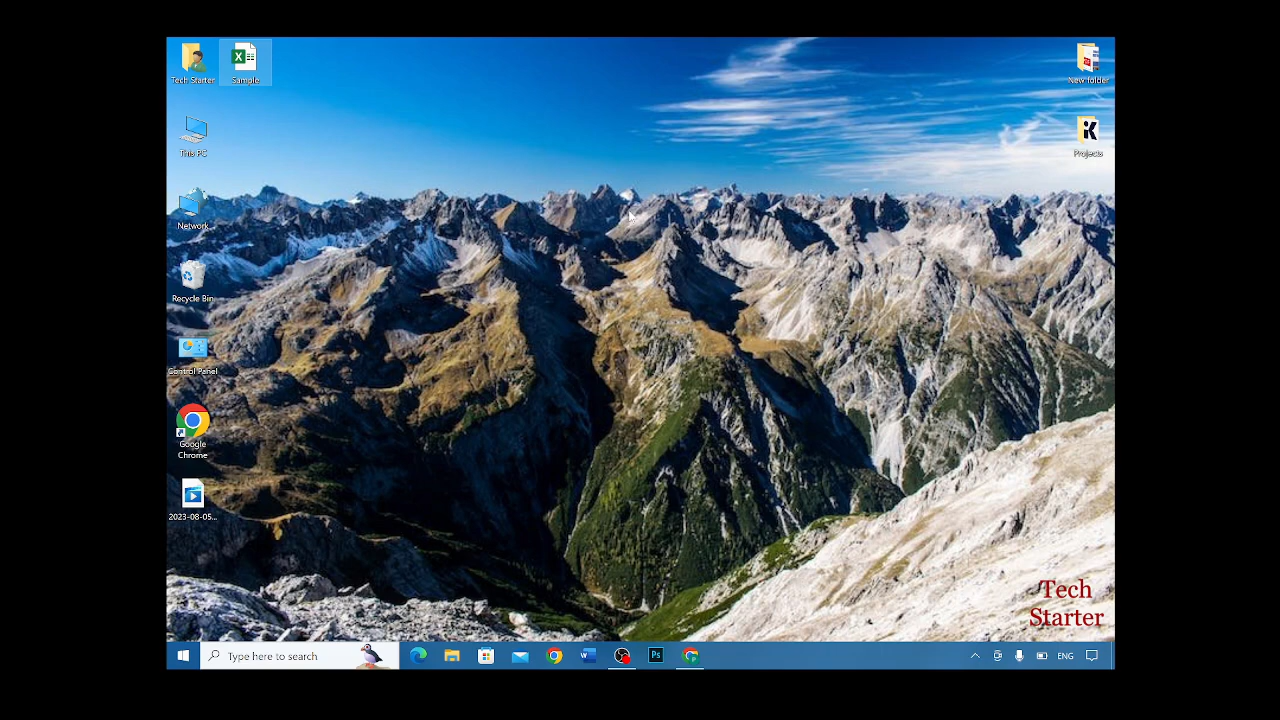 Tech Starter
Sample
New folder
This PC
Projects
Network
Recycle Bin
Control Panel
Google
Chrome
2023-08-05...
Tech
Starter
Type here to search
W
Ps
ENG